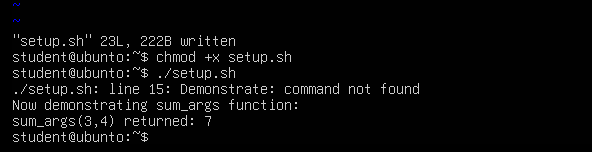 ~
~
"setup.sh" 23L, 222B written
student@ubunto:~$ chmod +x setup.sh
student@ubunto:~$ ./setup.sh
./setup.sh: line 15: Demonstrate: command not found
Now demonstrating sum_args function:
sum_args(3,4) returned: 7
student@ubunto:~$